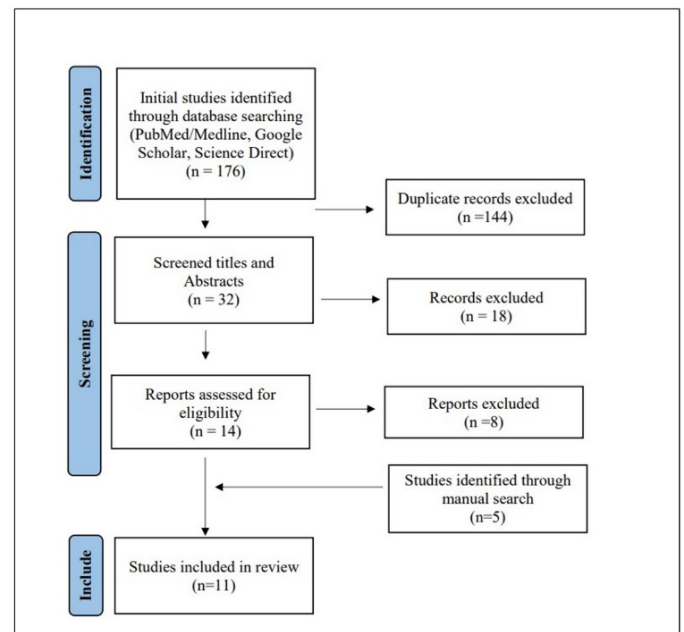 Identification
Initial studies identified
through database searching
(PubMed/Medline, Google
Scholar, Science Direct)
(n = 176)
Duplicate records excluded
(n =144)
Screening
Screened titles and
Abstracts
(n = 32)
Records excluded
(n = 18)
Reports assessed for
eligibility
(n = 14)
Reports excluded
(n =8)
Studies identified through
manual search
(n=5)
Include
Studies included in review
(n=11)